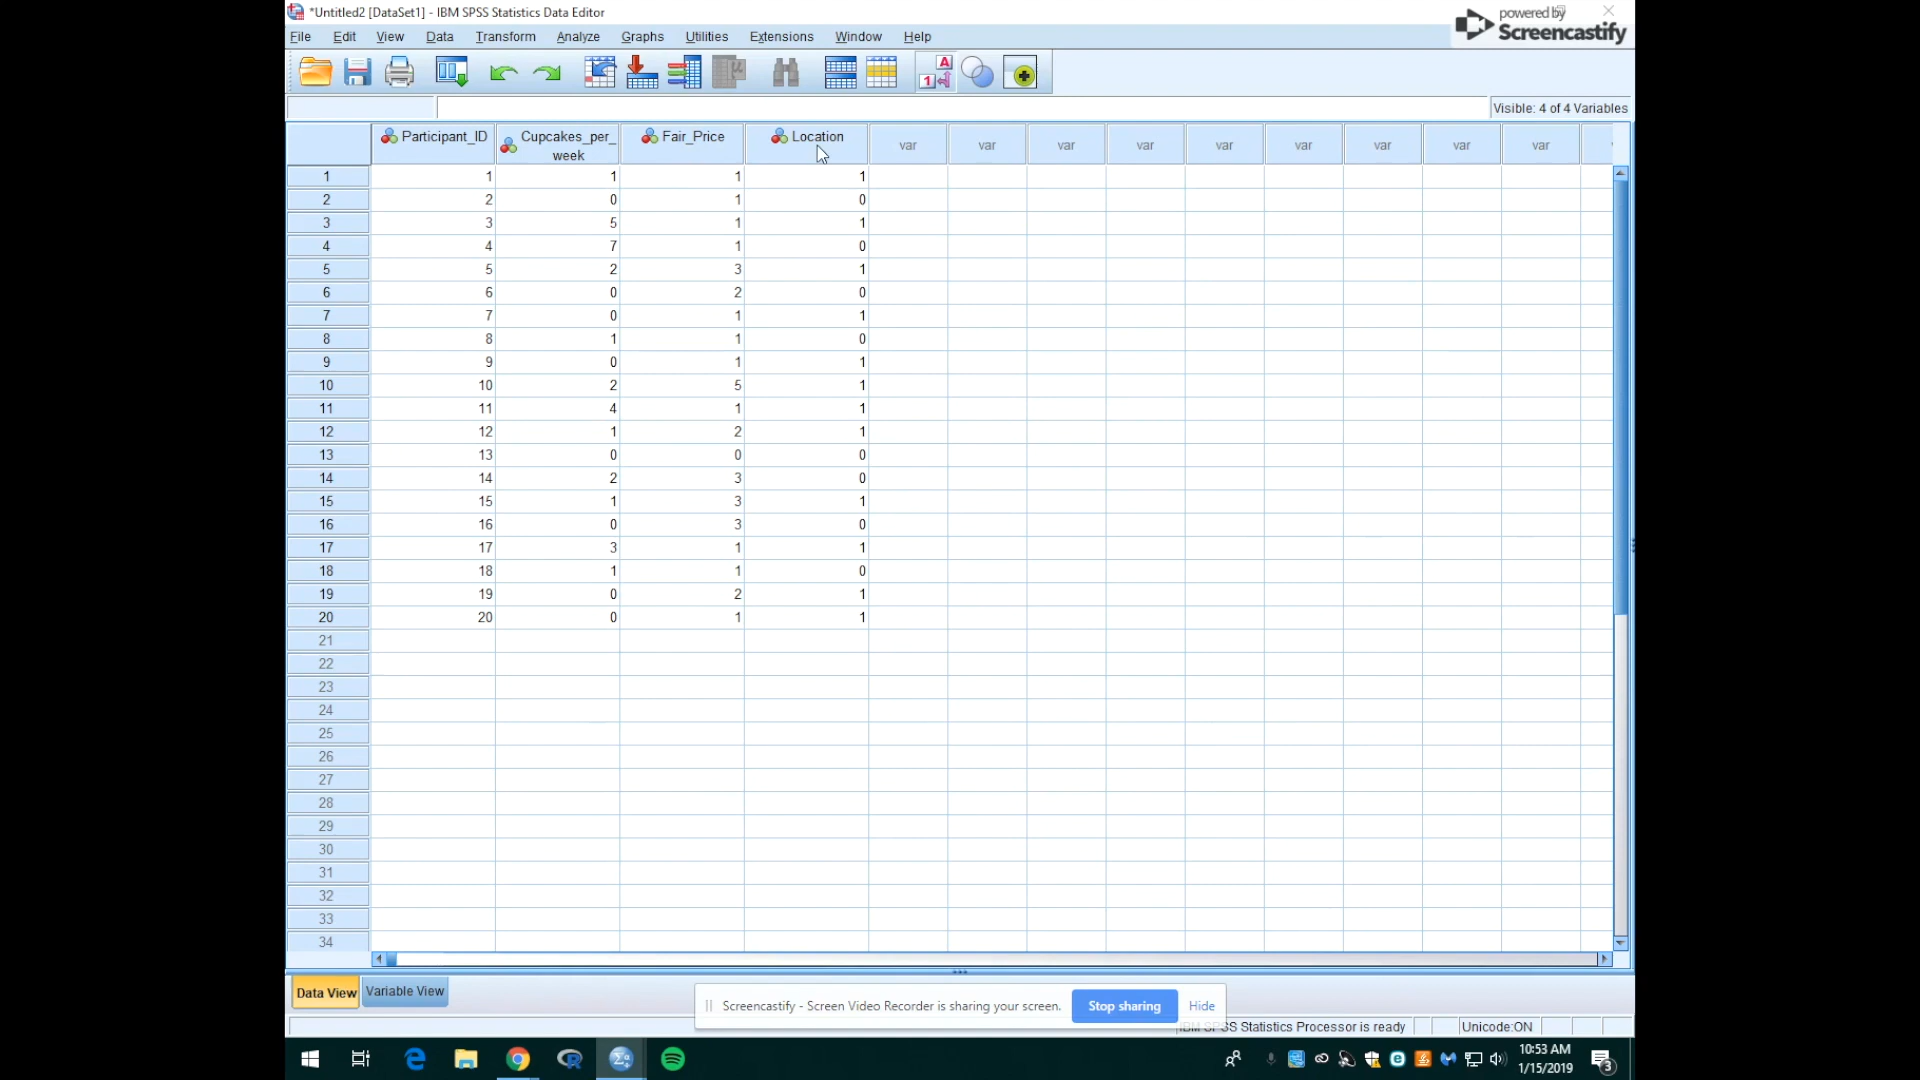 *Untitled2 [DataSet1] - IBM SPSS Statistics Data Editor
powered by
Screencastify
File Edit View Data Transform Analyze Graphs Utilities Extensions Window Help
Visible: 4 of 4 Variables
Participant_ID Cupcakes_per_ Fair_Price Location var var var var var var var var var
week
1 1 1 1 1
2 2 0 1 0
3 3 5 1 1
4 4 7 1 0
5 5 2 3 1
6 6 0 2 0
7 7 0 1 1
8 8 1 1 0
9 9 0 1 1
10 10 2 5 1
11 11 4 1 1
12 12 1 2 1
13 13 0 0 0
14 14 2 3 0
15 15 1 3 1
16 16 0 3 0
17 17 3 1 1
18 18 1 1 0
19 19 0 2 1
20 20 0 1 1
21
22
23
24
25
26
27
28
29
30
31
32
33
34
Data View Variable View
Screencastify - Screen Video Recorder is sharing your screen. Stop sharing Hide
IBM SPSS Statistics Processor is ready Unicode:ON
10:53 AM
1/15/2019
3